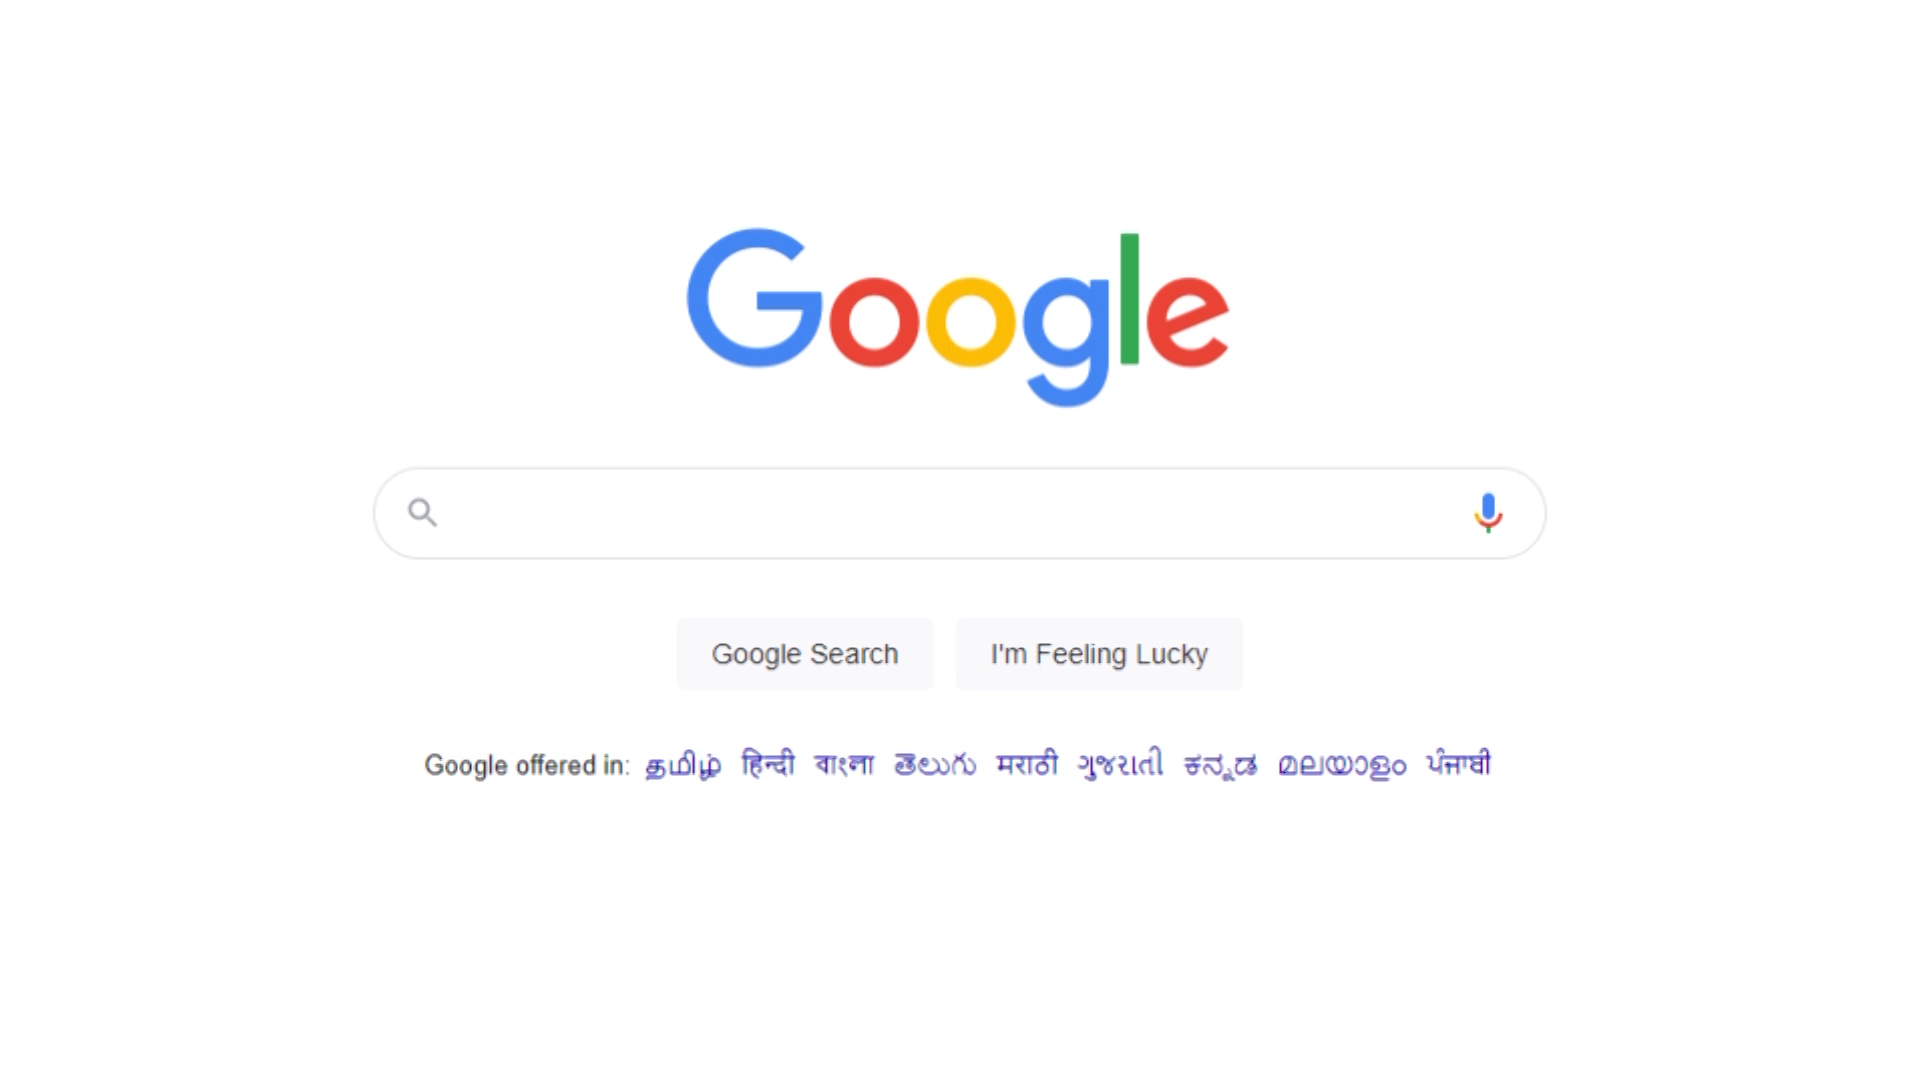 Google
Google Search
I'm Feeling Lucky
Google offered in: தமிழ் हिन्दी বাংলা తెలుగు मराठी ગુજરાતી ಕನ್ನಡ മലയാളം ਪੰਜਾਬੀ